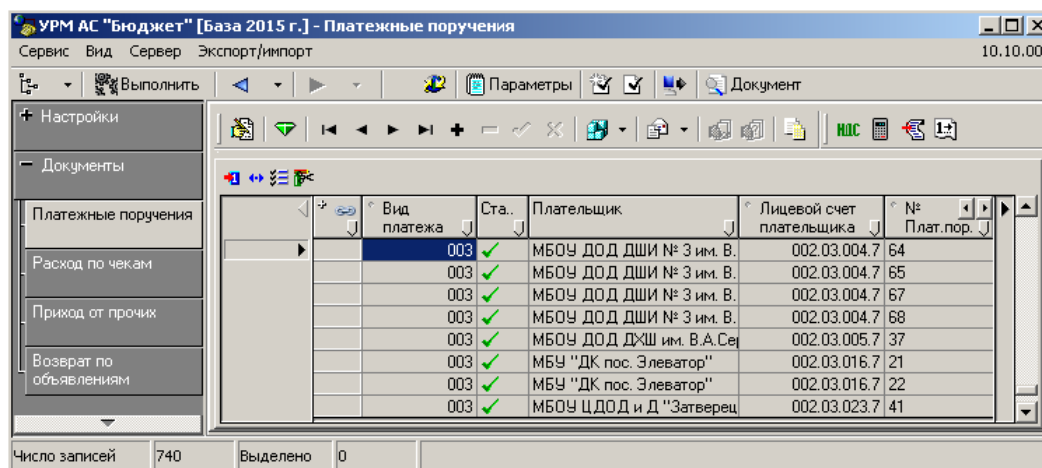 УРМ АС "Бюджет" [База 2015 г.] - Платежные поручения
Сервис Вид Сервер Экспорт/импорт 10.10.00
Выполнить Параметры Документ
Настройки
НДС
Документы
Платежные поручения
Расход по чекам
Приход от прочих
Возврат по
объявлениям
Вид
платежа
Ста..
Плательщик
Лицевой счет
плательщика
№
Плат.пор.
003 МБОУ ДОД ДШИ № 3 им. В. 002.03.004.7 64
003 МБОУ ДОД ДШИ № 3 им. В. 002.03.004.7 65
003 МБОУ ДОД ДШИ № 3 им. В. 002.03.004.7 67
003 МБОУ ДОД ДШИ № 3 им. В. 002.03.004.7 68
003 МБОУ ДОД ДХШ им. В.А.Сер 002.03.005.7 37
003 МБУ "ДК пос. Элеватор" 002.03.016.7 21
003 МБУ "ДК пос. Элеватор" 002.03.016.7 22
003 МБОУ ЦДОД и Д "Затверец 002.03.023.7 41
Число записей 740 Выделено 0